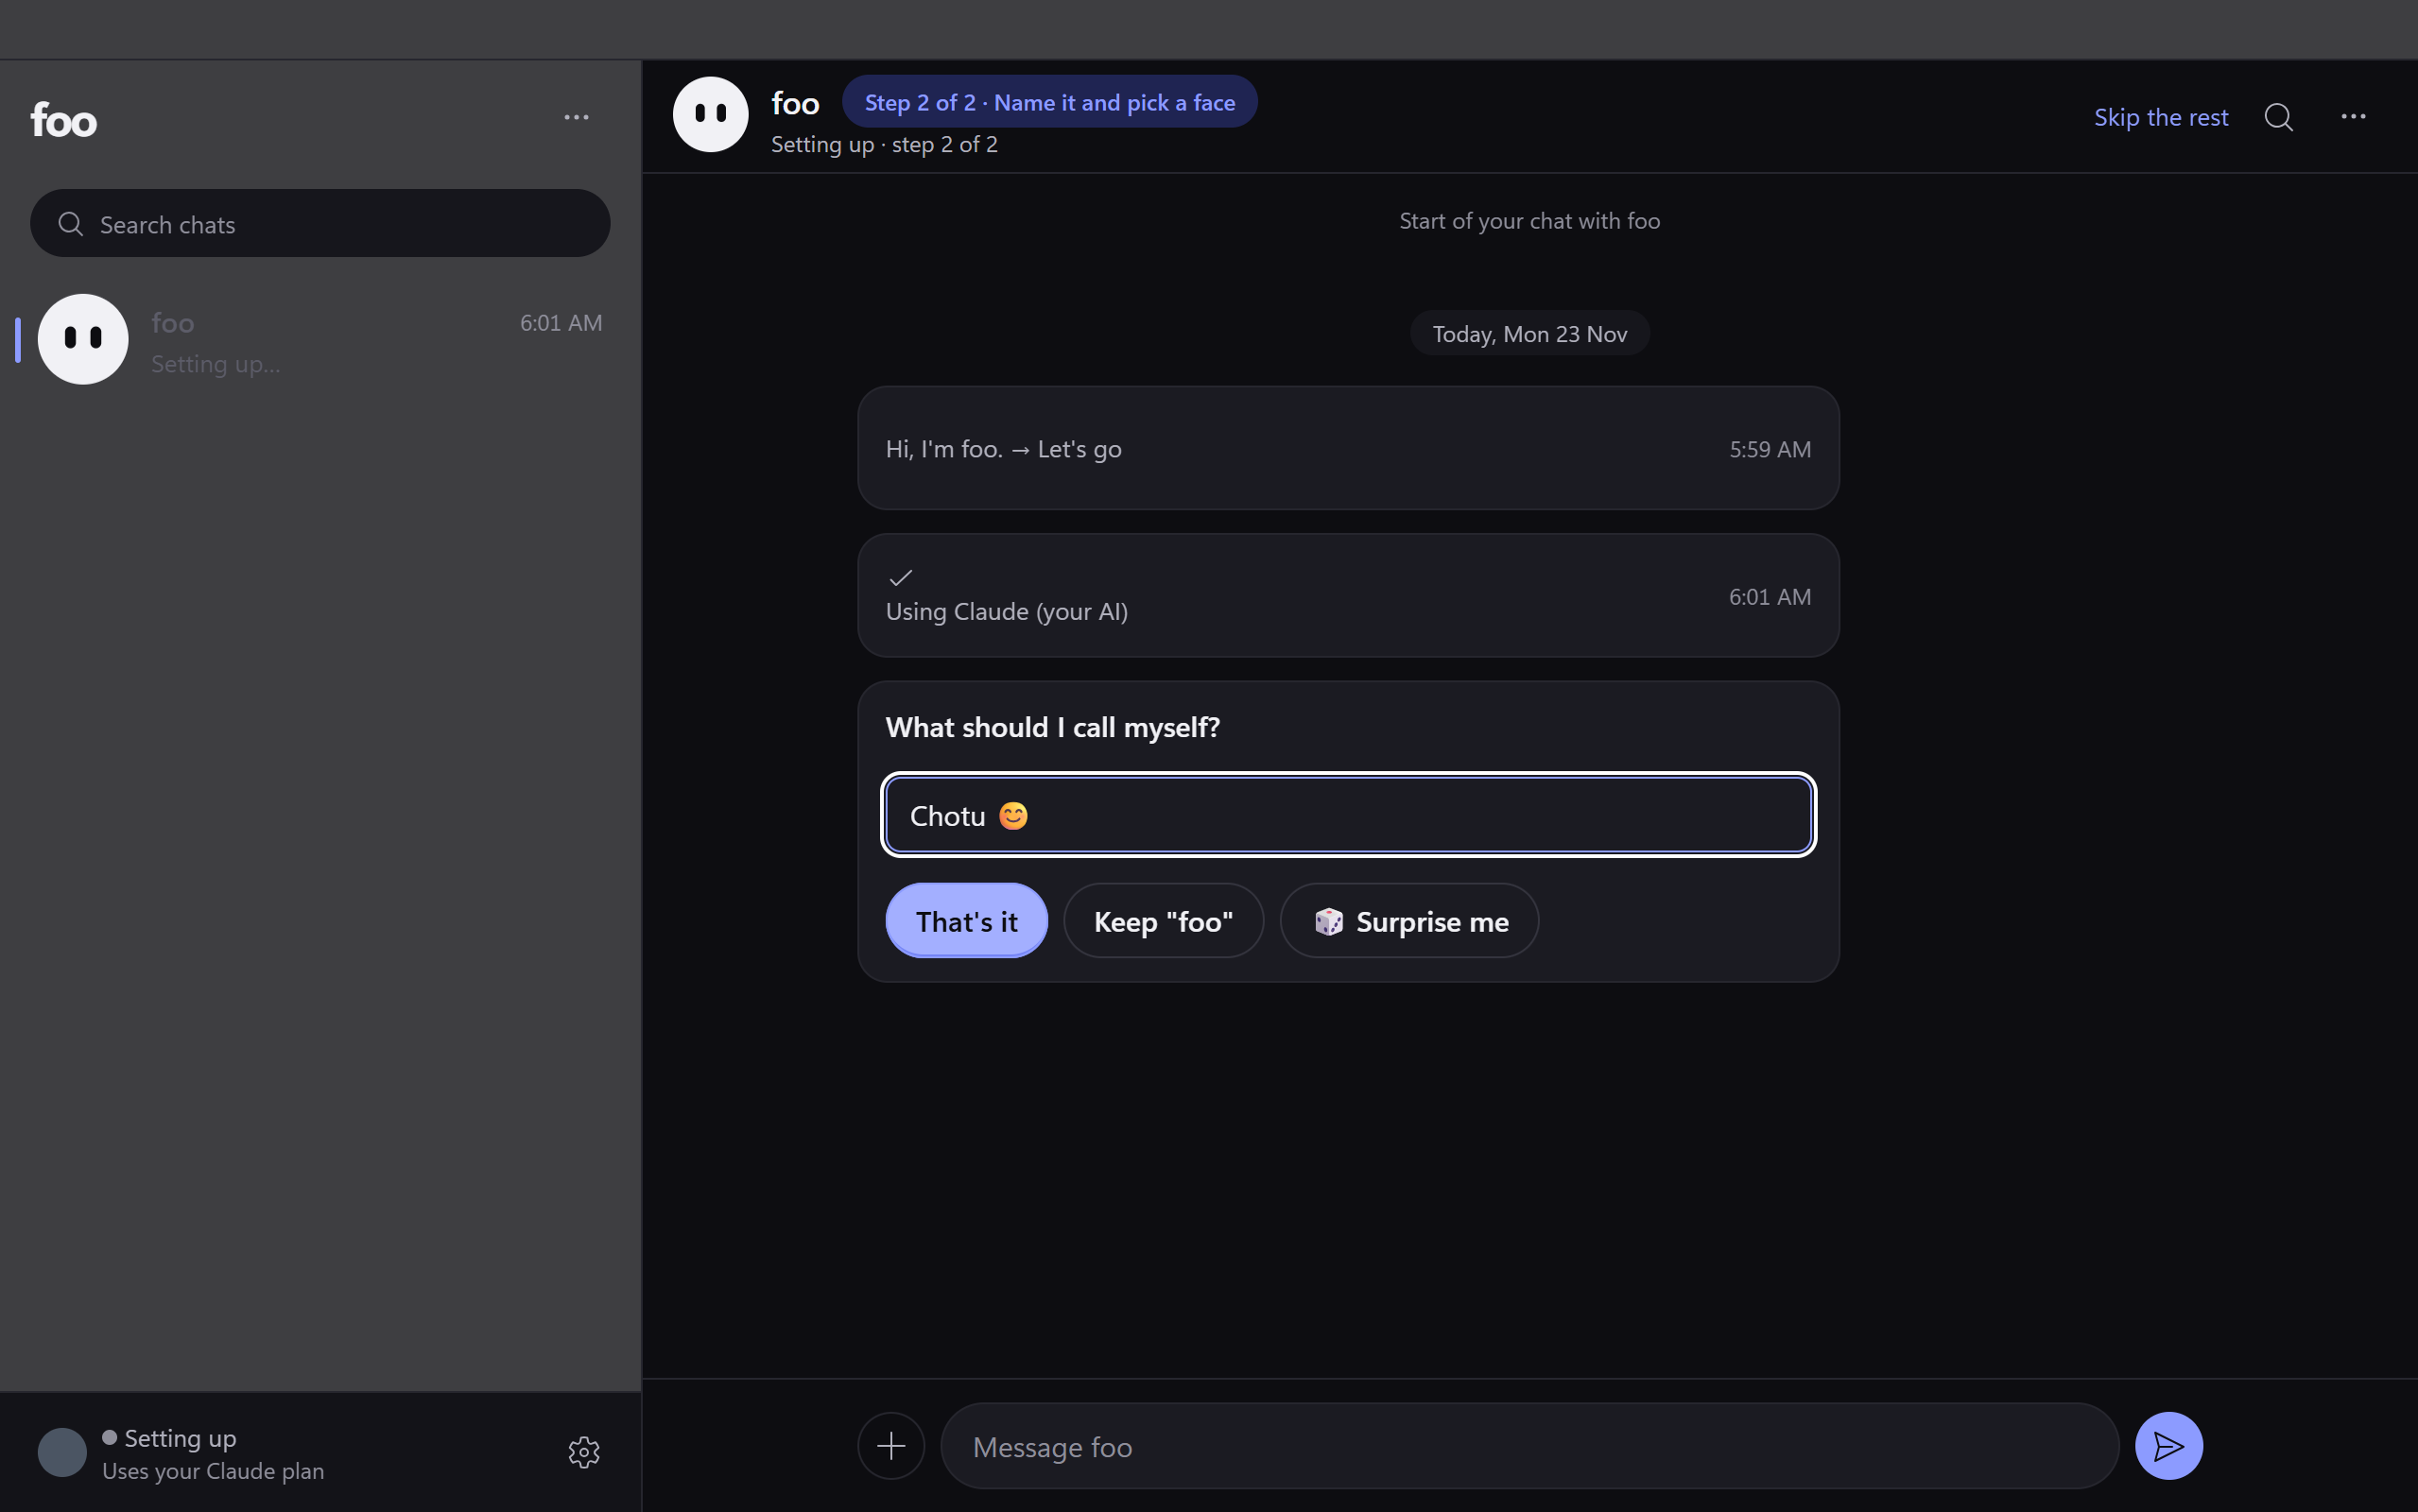 foo
Search chats
foo
6:01 AM
Setting up...
Setting up
Uses your Claude plan
foo
Step 2 of 2 · Name it and pick a face
Setting up · step 2 of 2
Skip the rest
Start of your chat with foo
Today, Mon 23 Nov
Hi, I'm foo. → Let's go
5:59 AM
Using Claude (your AI)
6:01 AM
What should I call myself?
Chotu 😊
That's it
Keep "foo"
🎲 Surprise me
Message foo